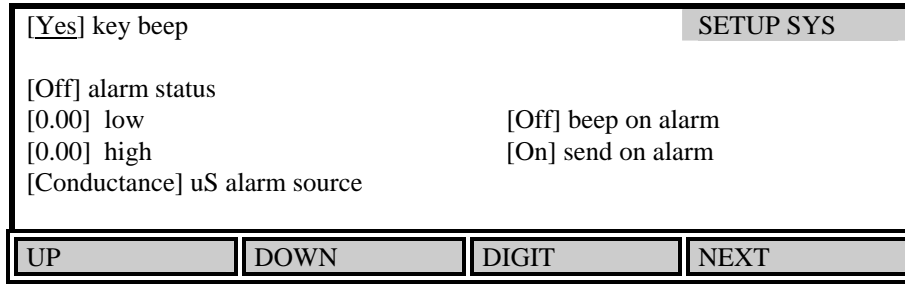 [Yes] key beep SETUP SYS
[Off] alarm status
[0.00] low [Off] beep on alarm
[0.00] high [On] send on alarm
[Conductance] uS alarm source
UP DOWN DIGIT NEXT